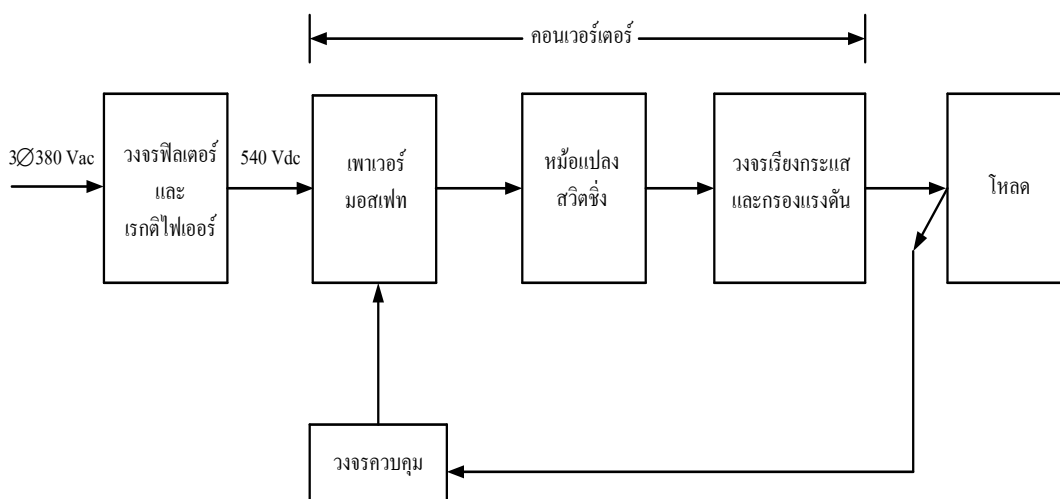 คอนเวอร์เตอร์
3∅380 Vac
วงจรฟิลเตอร์
และ
เรกติไฟเออร์
540 Vdc
เพาเวอร์
มอสเฟท
หม้อแปลง
สวิตชิ่ง
วงจรเรียงกระแส
และกรองแรงดัน
โหลด
วงจรควบคุม